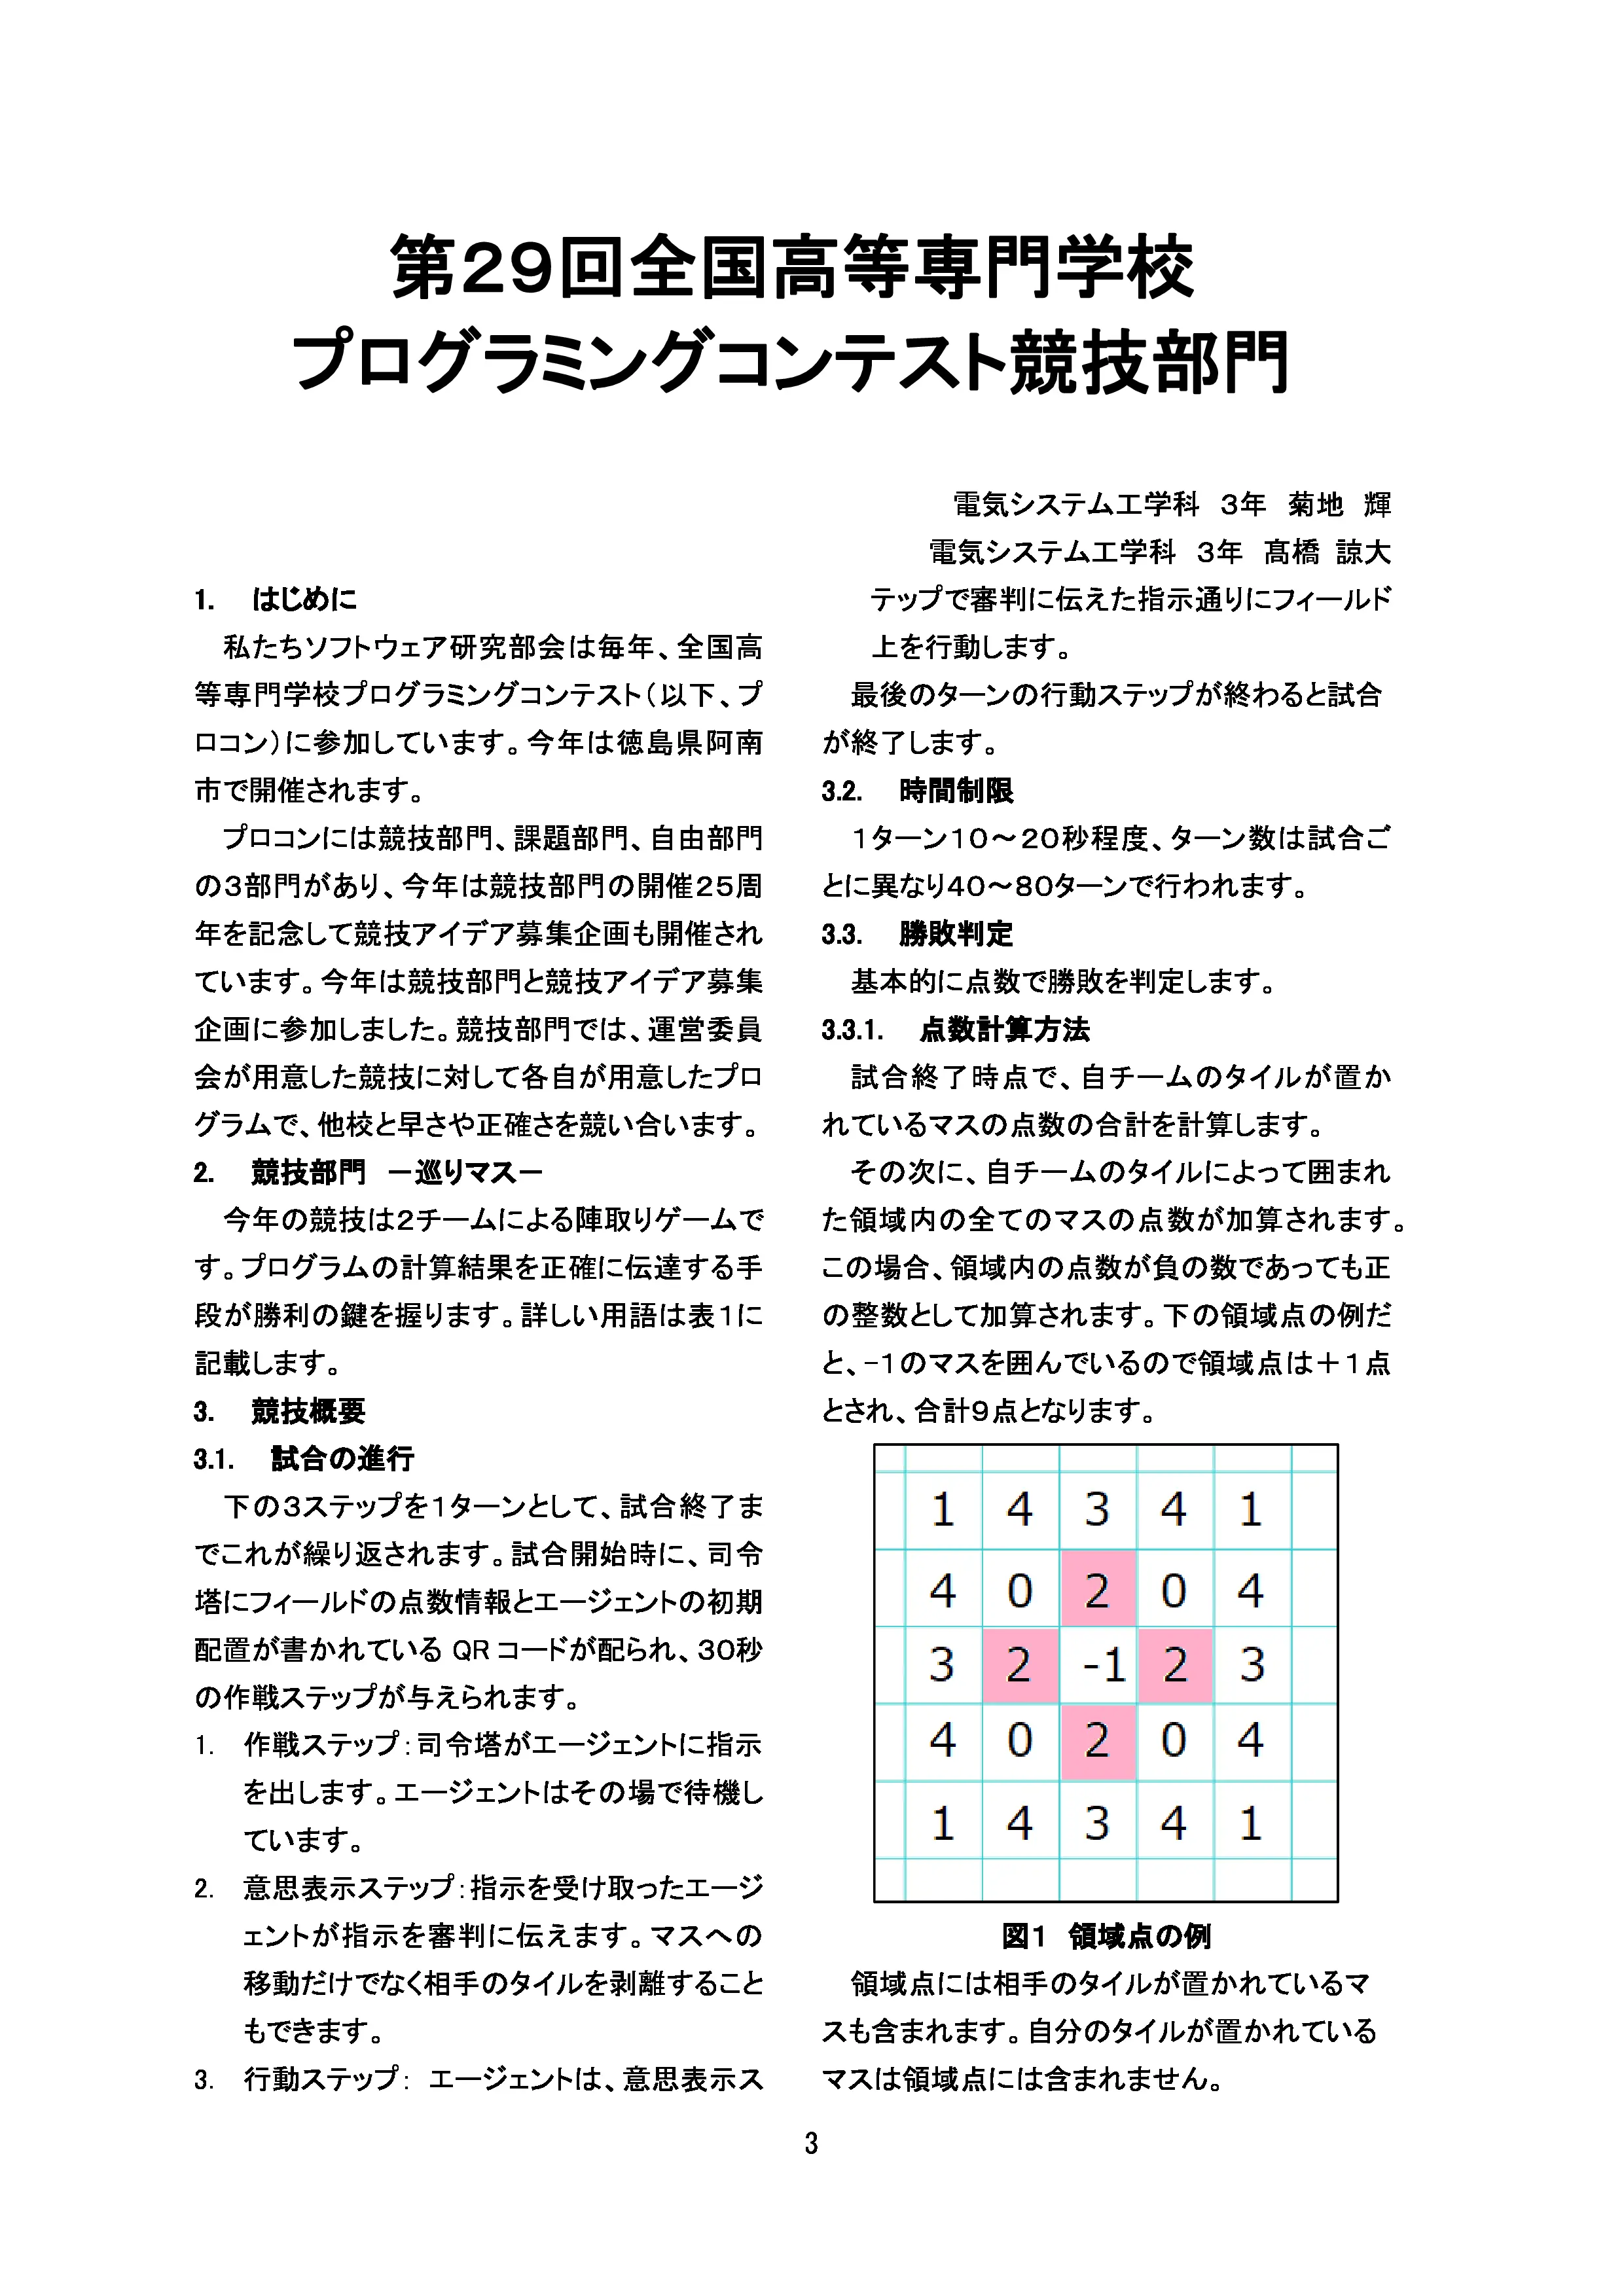 第29回全国高等専門学校
プログラミングコンテスト競技部門
電気システム工学科 3年 菊地 輝
電気システム工学科 3年 髙橋 諒大
1. はじめに
私たちソフトウェア研究部会は毎年、全国高
等専門学校プログラミングコンテスト(以下、プ
ロコン)に参加しています。今年は徳島県阿南
市で開催されます。
プロコンには競技部門、課題部門、自由部門
の3部門があり、今年は競技部門の開催25周
年を記念して競技アイデア募集企画も開催され
ています。今年は競技部門と競技アイデア募集
企画に参加しました。競技部門では、運営委員
会が用意した競技に対して各自が用意したプロ
グラムで、他校と早さや正確さを競い合います。
2. 競技部門 -巡りマス-
今年の競技は2チームによる陣取りゲームで
す。プログラムの計算結果を正確に伝達する手
段が勝利の鍵を握ります。詳しい用語は表1に
記載します。
3. 競技概要
3.1. 試合の進行
下の3ステップを1ターンとして、試合終了ま
でこれが繰り返されます。試合開始時に、司令
塔にフィールドの点数情報とエージェントの初期
配置が書かれている QR コードが配られ、30秒
の作戦ステップが与えられます。
1. 作戦ステップ:司令塔がエージェントに指示
を出します。エージェントはその場で待機し
ています。
2. 意思表示ステップ:指示を受け取ったエージ
ェントが指示を審判に伝えます。マスへの
移動だけでなく相手のタイルを剥離すること
もできます。
3. 行動ステップ: エージェントは、意思表示ス
テップで審判に伝えた指示通りにフィールド
上を行動します。
最後のターンの行動ステップが終わると試合
が終了します。
3.2. 時間制限
1ターン10～20秒程度、ターン数は試合ご
とに異なり40～80ターンで行われます。
3.3. 勝敗判定
基本的に点数で勝敗を判定します。
3.3.1. 点数計算方法
試合終了時点で、自チームのタイルが置か
れているマスの点数の合計を計算します。
その次に、自チームのタイルによって囲まれ
た領域内の全てのマスの点数が加算されます。
この場合、領域内の点数が負の数であっても正
の整数として加算されます。下の領域点の例だ
と、-1のマスを囲んでいるので領域点は+1点
とされ、合計9点となります。
1 4 3 4 1
4 0 2 0 4
3 2 -1 2 3
4 0 2 0 4
1 4 3 4 1
図1 領域点の例
領域点には相手のタイルが置かれているマ
スも含まれます。自分のタイルが置かれている
マスは領域点には含まれません。
3